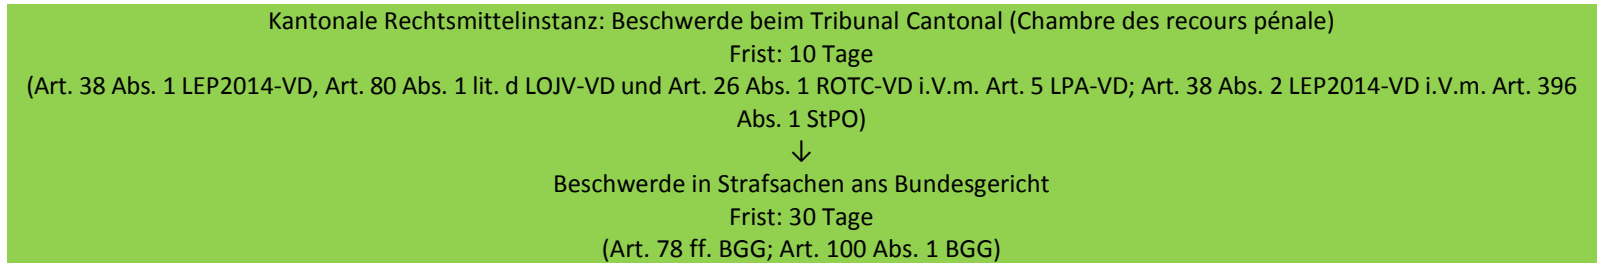 Kantonale Rechtsmittelinstanz: Beschwerde beim Tribunal Cantonal (Chambre des recours pénale)
Frist: 10 Tage
(Art. 38 Abs. 1 LEP2014-VD, Art. 80 Abs. 1 lit. d LOJV-VD und Art. 26 Abs. 1 ROTC-VD i.V.m. Art. 5 LPA-VD; Art. 38 Abs. 2 LEP2014-VD i.V.m. Art. 396
Abs. 1 StPO)
↓
Beschwerde in Strafsachen ans Bundesgericht
Frist: 30 Tage
(Art. 78 ff. BGG; Art. 100 Abs. 1 BGG)